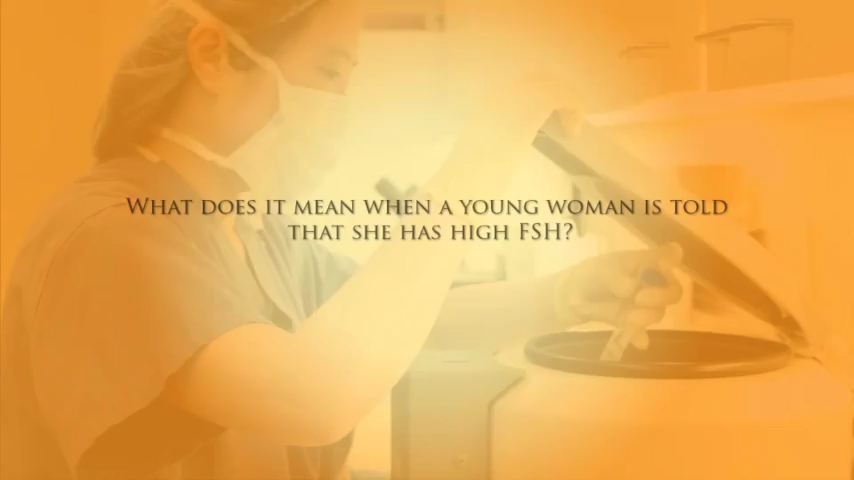 What does it mean when a young woman is told
that she has high FSH?